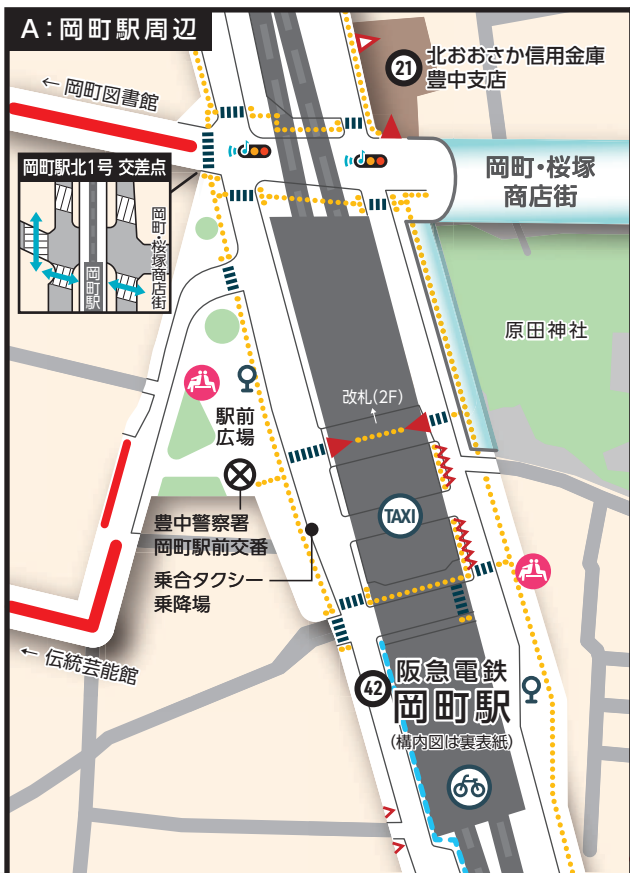 A：岡町駅周辺
← 岡町図書館
21
北おおさか信用金庫
豊中支店
岡町駅北1号 交差点
岡町・桜塚商店街
岡町駅
岡町・桜塚
商店街
原田神社
改札(2F)
駅前
広場
TAXI
豊中警察署
岡町駅前交番
乗合タクシー
乗降場
← 伝統芸能館
42
阪急電鉄
岡町駅
(構内図は裏表紙)